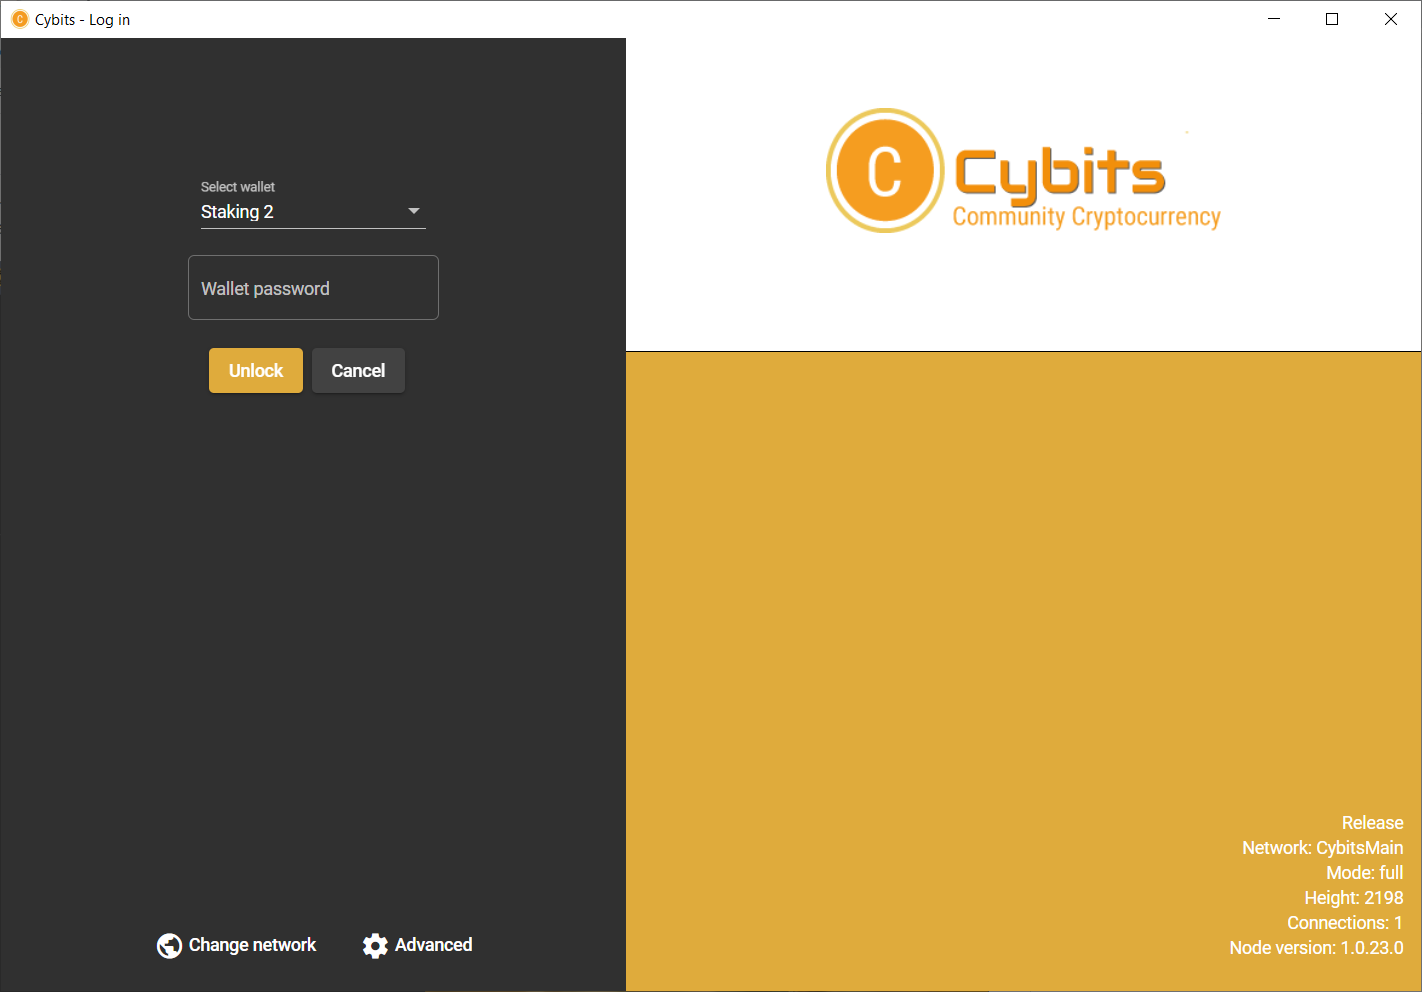 Cybits - Log in
Select wallet
Staking 2
Wallet password
Unlock Cancel
Change network Advanced
C
Cybits
Community Cryptocurrency
Release
Network: CybitsMain
Mode: full
Height: 2198
Connections: 1
Node version: 1.0.23.0